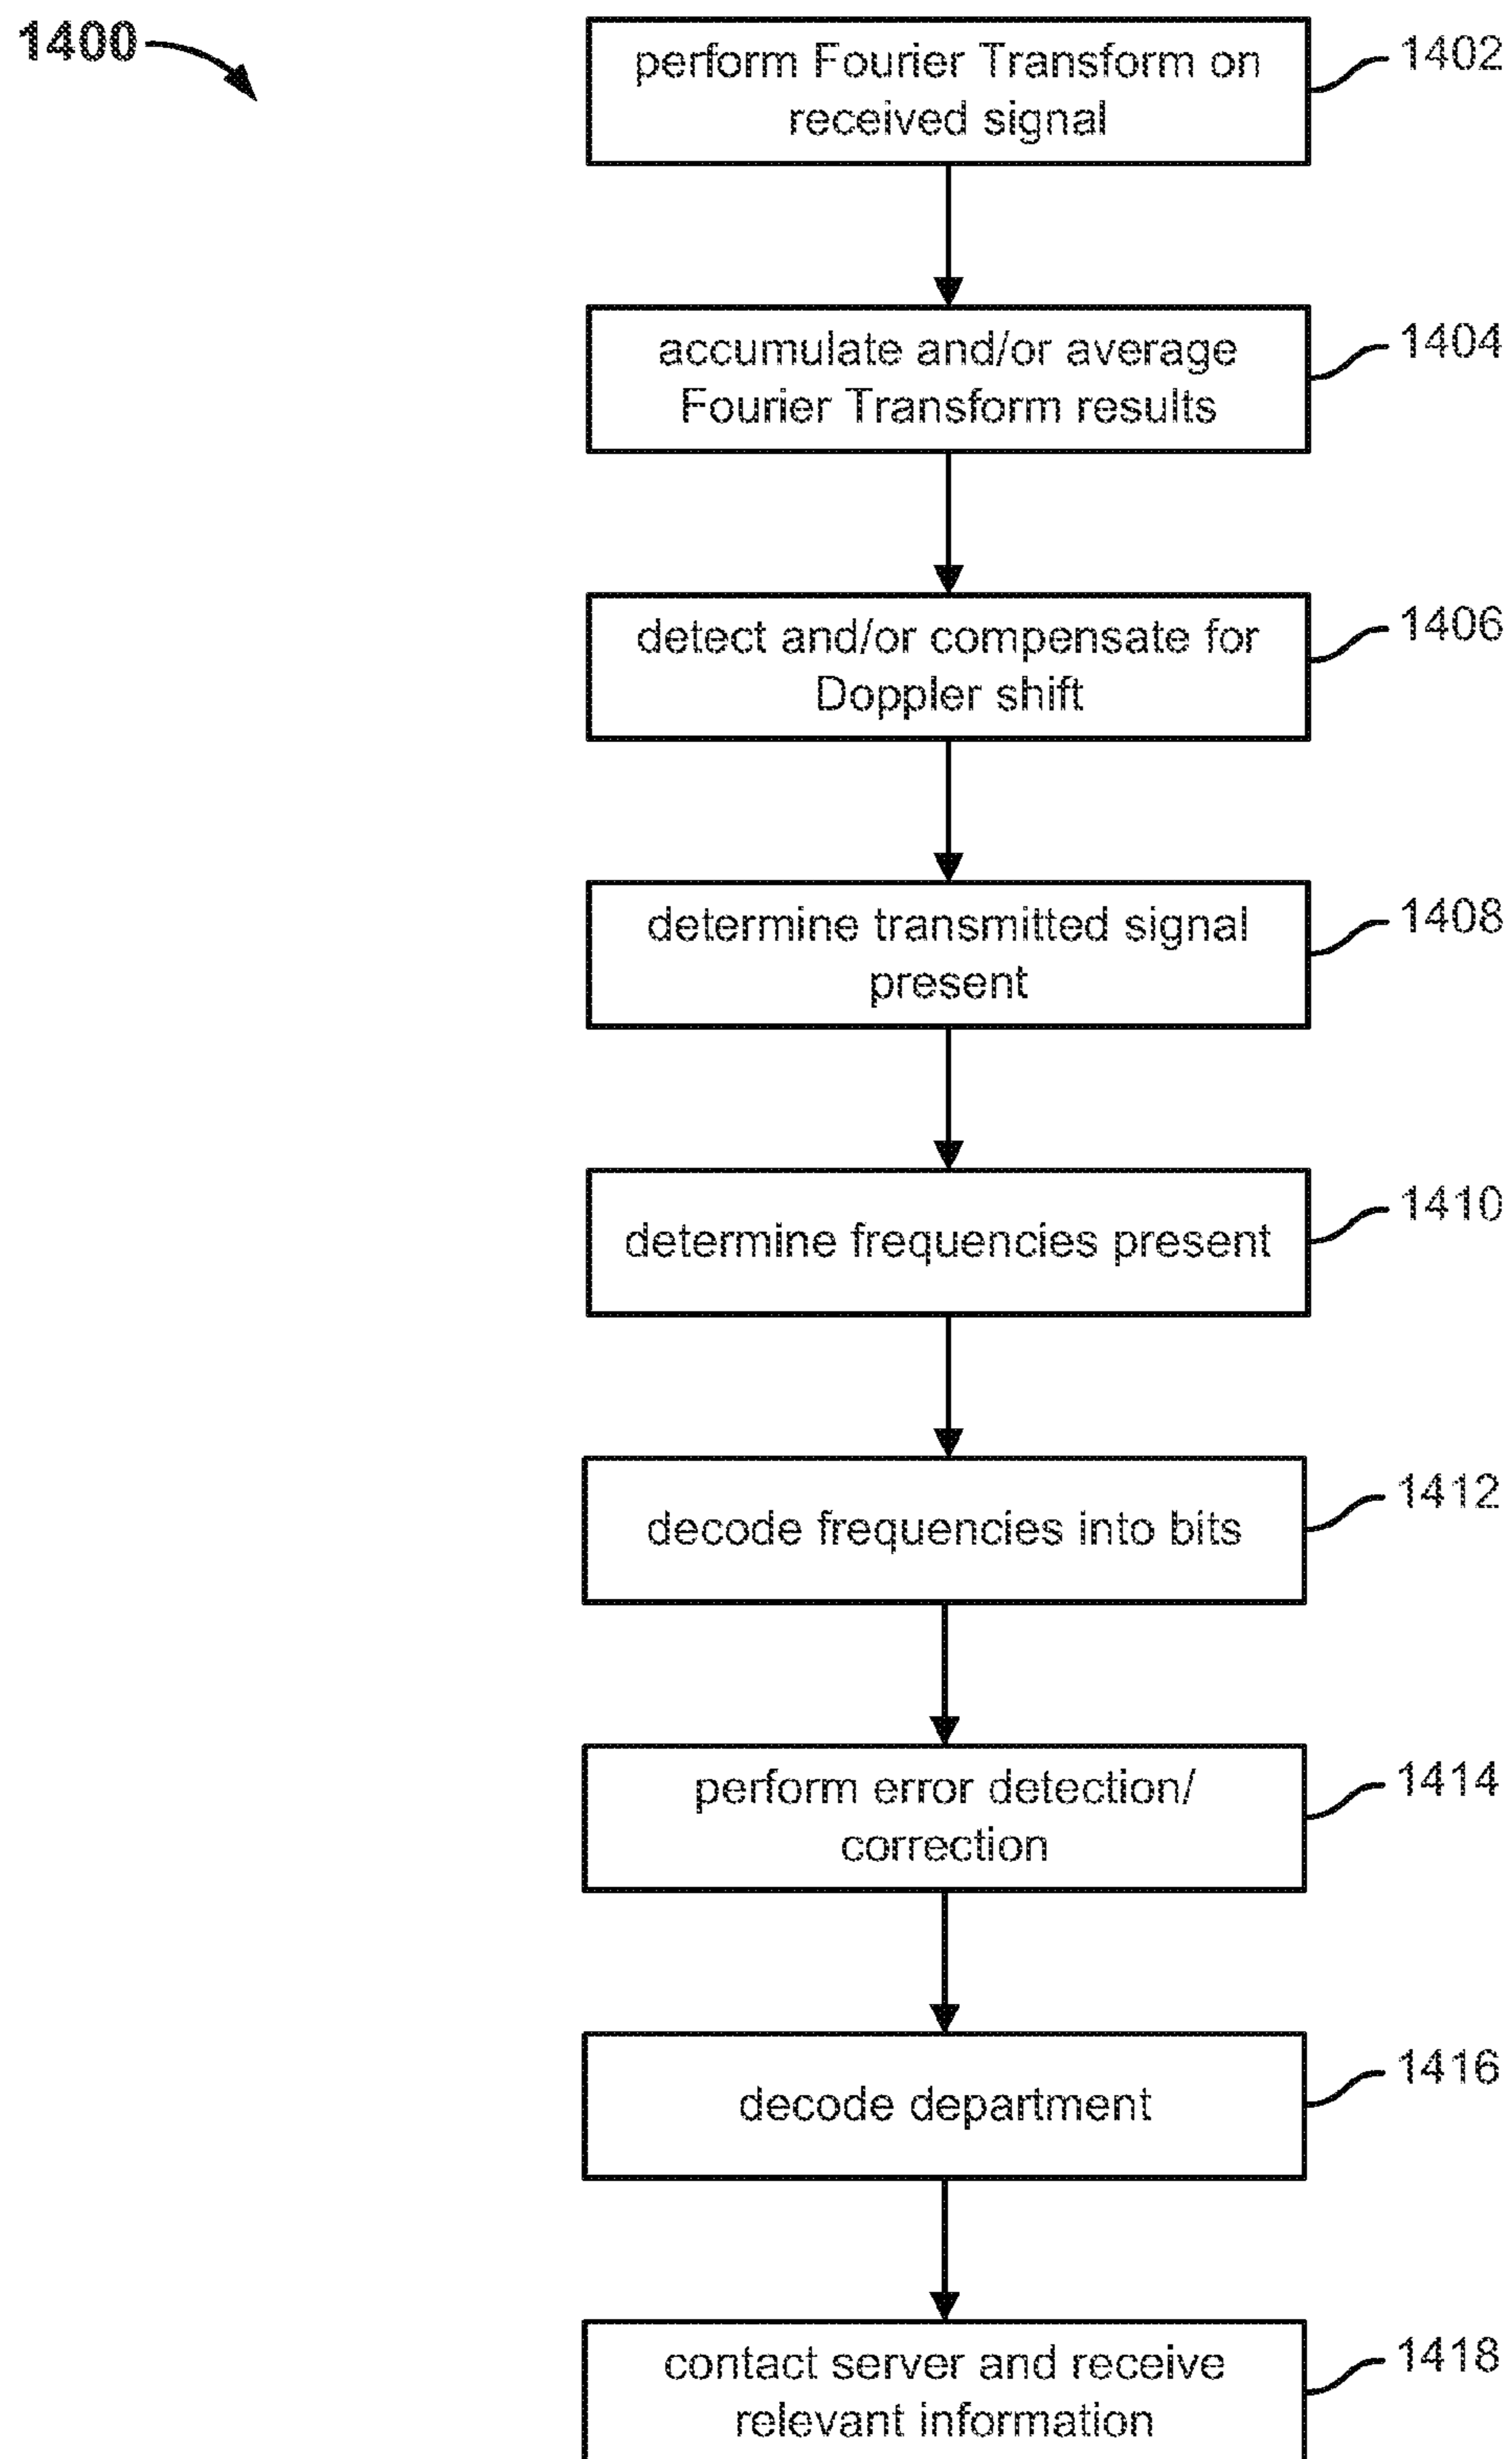 1400
perform Fourier Transform on
received signal
1402
accumulate and/or average
Fourier Transform results
1404
detect and/or compensate for
Doppler shift
1406
determine transmitted signal
present
1408
determine frequencies present
1410
decode frequencies into bits
1412
perform error detection/
correction
1414
decode department
1416
contact server and receive
relevant information
1418